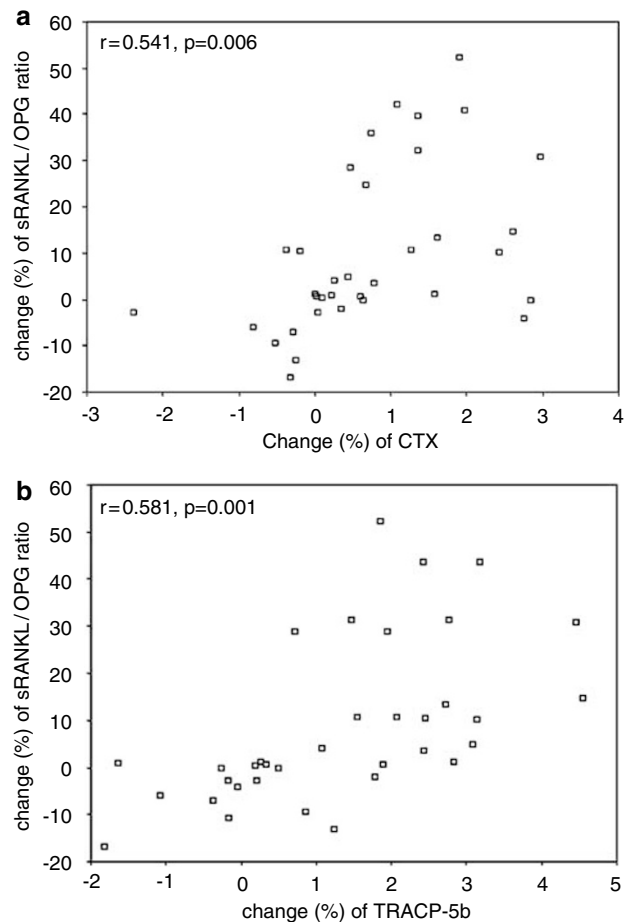 a
r=0.541, p=0.006
change (%) of sRANKL/OPG ratio
60
50
40
30
20
10
0
-10
-20
-3 -2 -1 0 1 2 3 4
Change (%) of CTX
b
r=0.581, p=0.001
change (%) of sRANKL/OPG ratio
60
50
40
30
20
10
0
-10
-20
-2 -1 0 1 2 3 4 5
change (%) of TRACP-5b